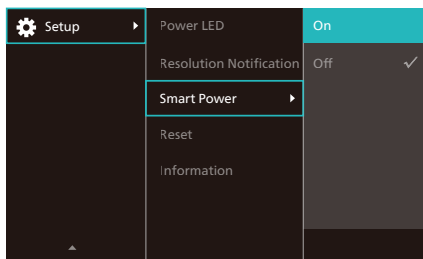 Setup
Power LED
Resolution Notification
Smart Power
Reset
Information
On
Off